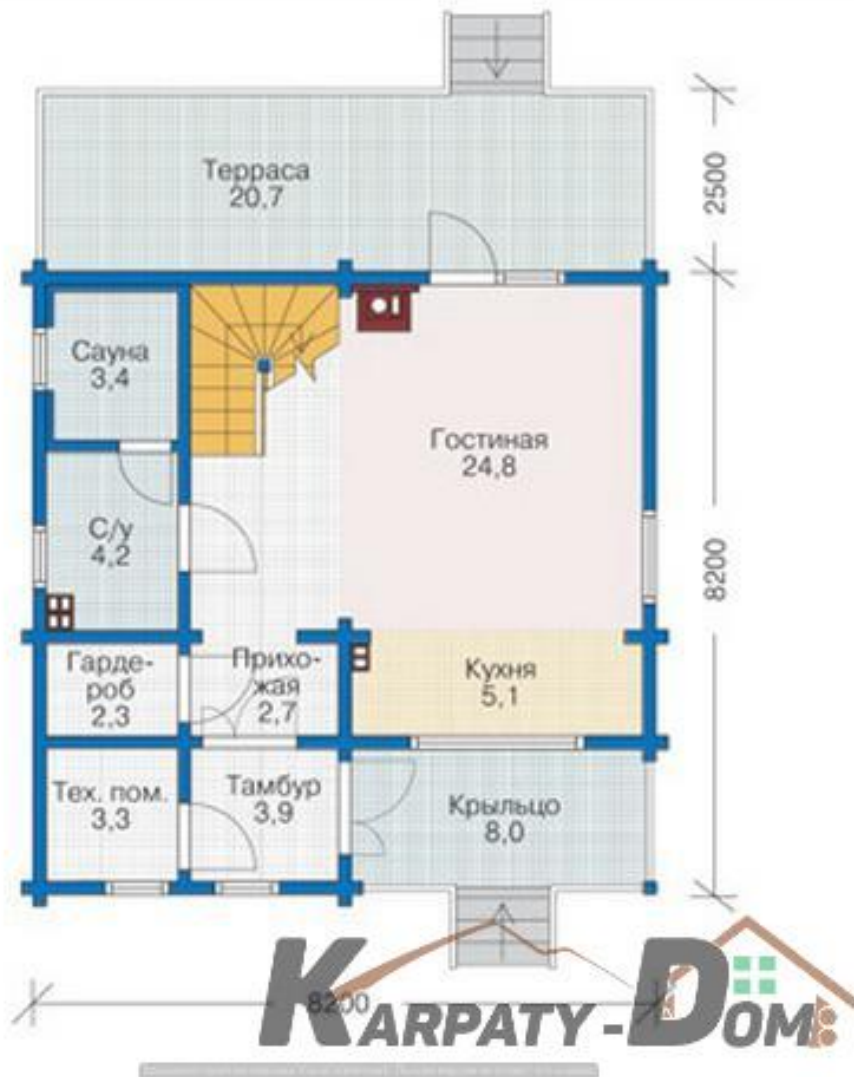 Терраса
20,7
2500
Сауна
3,4
Гостиная
24,8
С/у
4,2
8200
Гарде-
роб
2,3
Прихо-
жая
2,7
Кухня
5,1
Тех. пом.
3,3
Тамбур
3,9
Крыльцо
8,0
8200
KARPATY-DOM